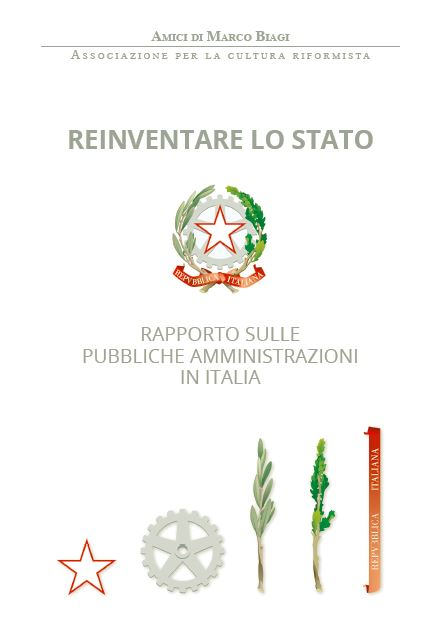 AMICI DI MARCO BIAGI
ASSOCIAZIONE PER LA CULTURA RIFORMISTA
REINVENTARE LO STATO
REPVBBLICA ITALIANA
RAPPORTO SULLE
PUBBLICHE AMMINISTRAZIONI
IN ITALIA
REPVBBLICA ITALIANA